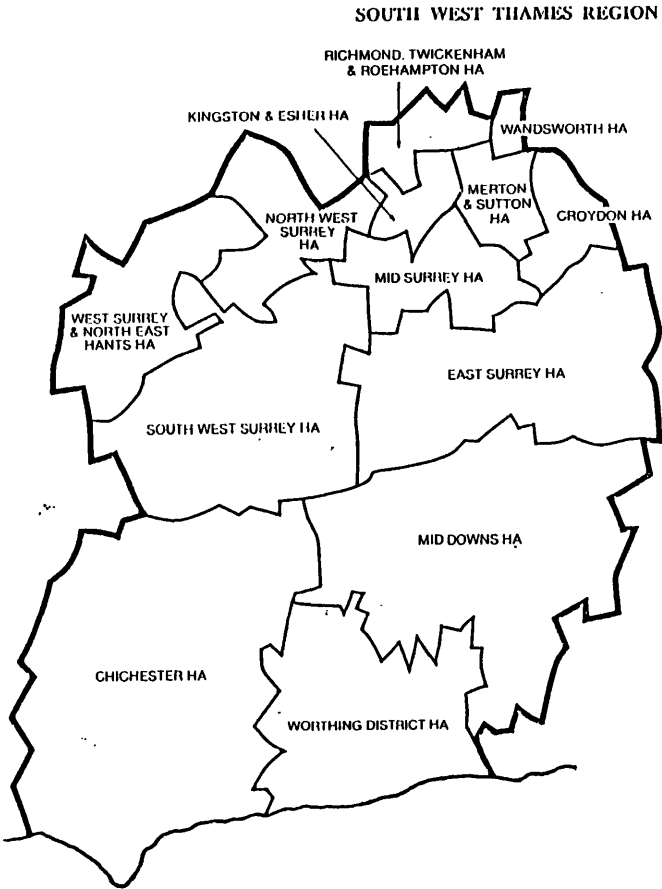 SOUTH WEST THAMES REGION
RICHMOND, TWICKENHAM
& ROEHAMPTON HA
KINGSTON & ESHER HA
WANDSWORTH HA
MERTON
& SUTTON
HA
CROYDON HA
NORTH WEST
SURREY
HA
MID SURREY HA
WEST SURREY
& NORTH EAST
HANTS HA
EAST SURREY HA
SOUTH WEST SURREY HA
MID DOWNS HA
CHICHESTER HA
WORTHING DISTRICT HA